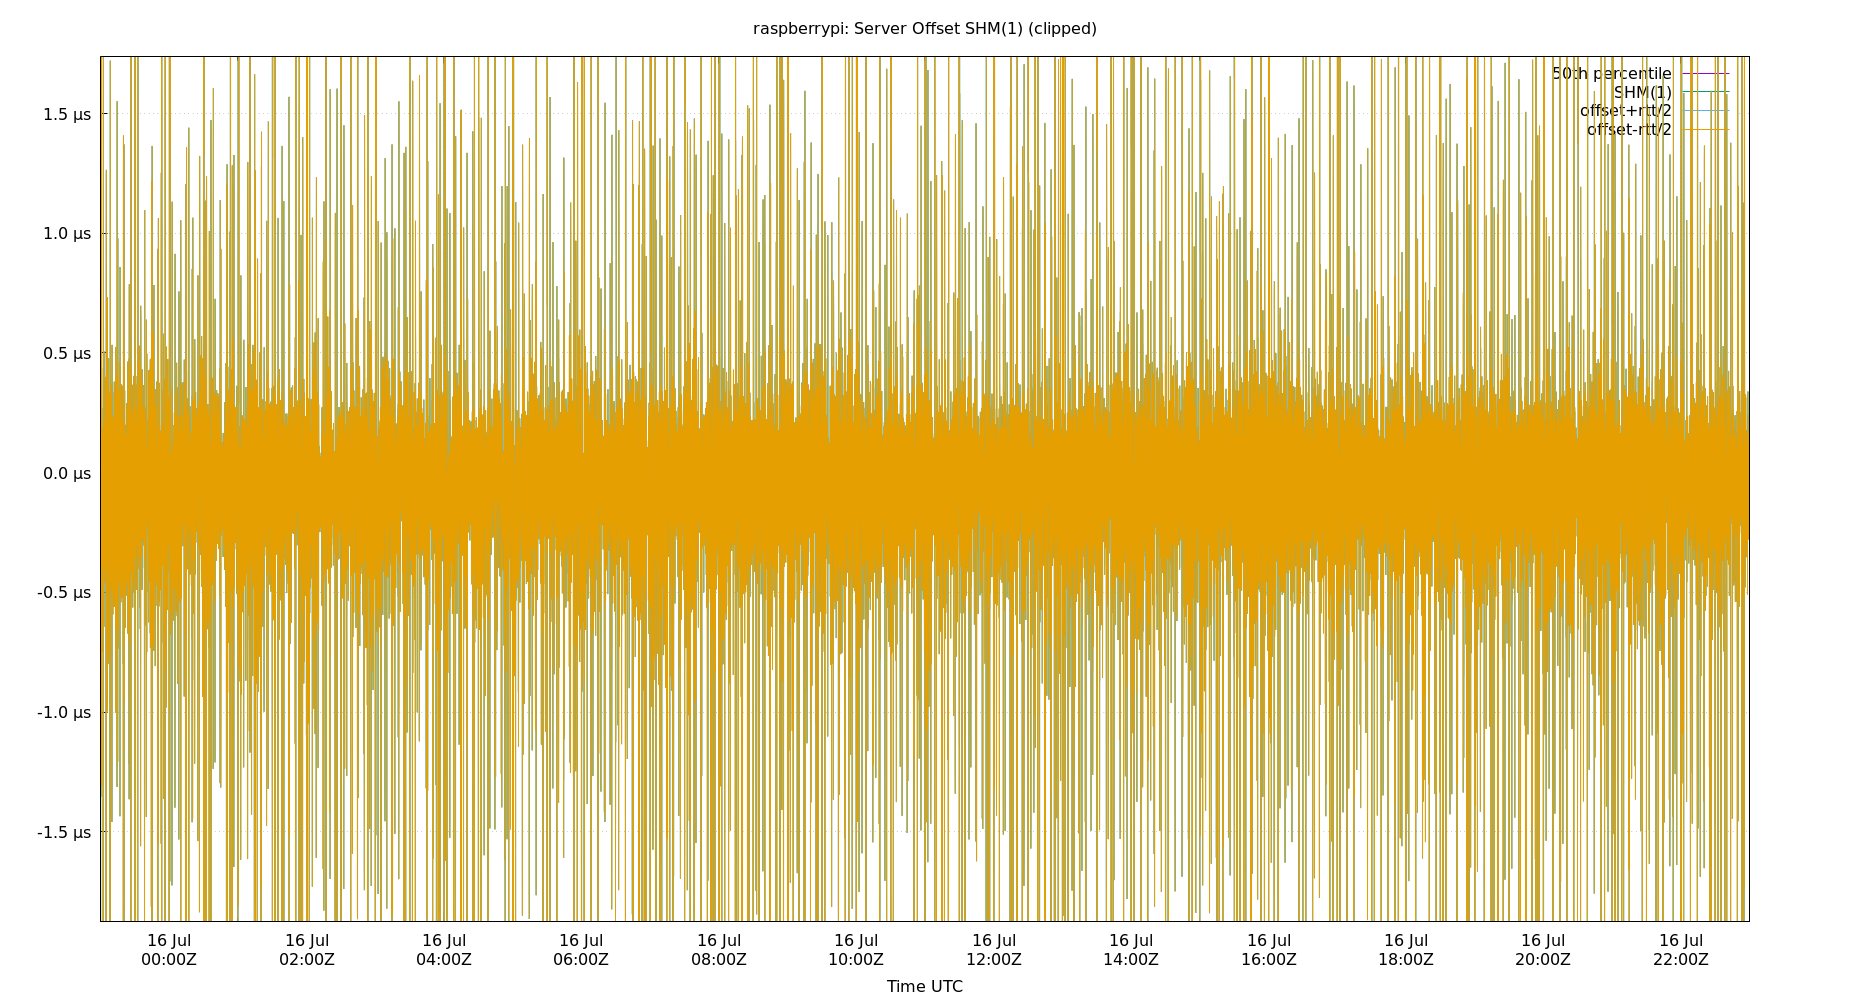 raspberrypi: Server Offset SHM(1) (clipped)
50th percentile
SHM(1)
offset+rtt/2
offset-rtt/2
1.5 µs
1.0 µs
0.5 µs
0.0 µs
-0.5 µs
-1.0 µs
-1.5 µs
16 Jul 16 Jul 16 Jul 16 Jul 16 Jul 16 Jul 16 Jul 16 Jul 16 Jul 16 Jul 16 Jul 16 Jul
00:00Z 02:00Z 04:00Z 06:00Z 08:00Z 10:00Z 12:00Z 14:00Z 16:00Z 18:00Z 20:00Z 22:00Z
Time UTC